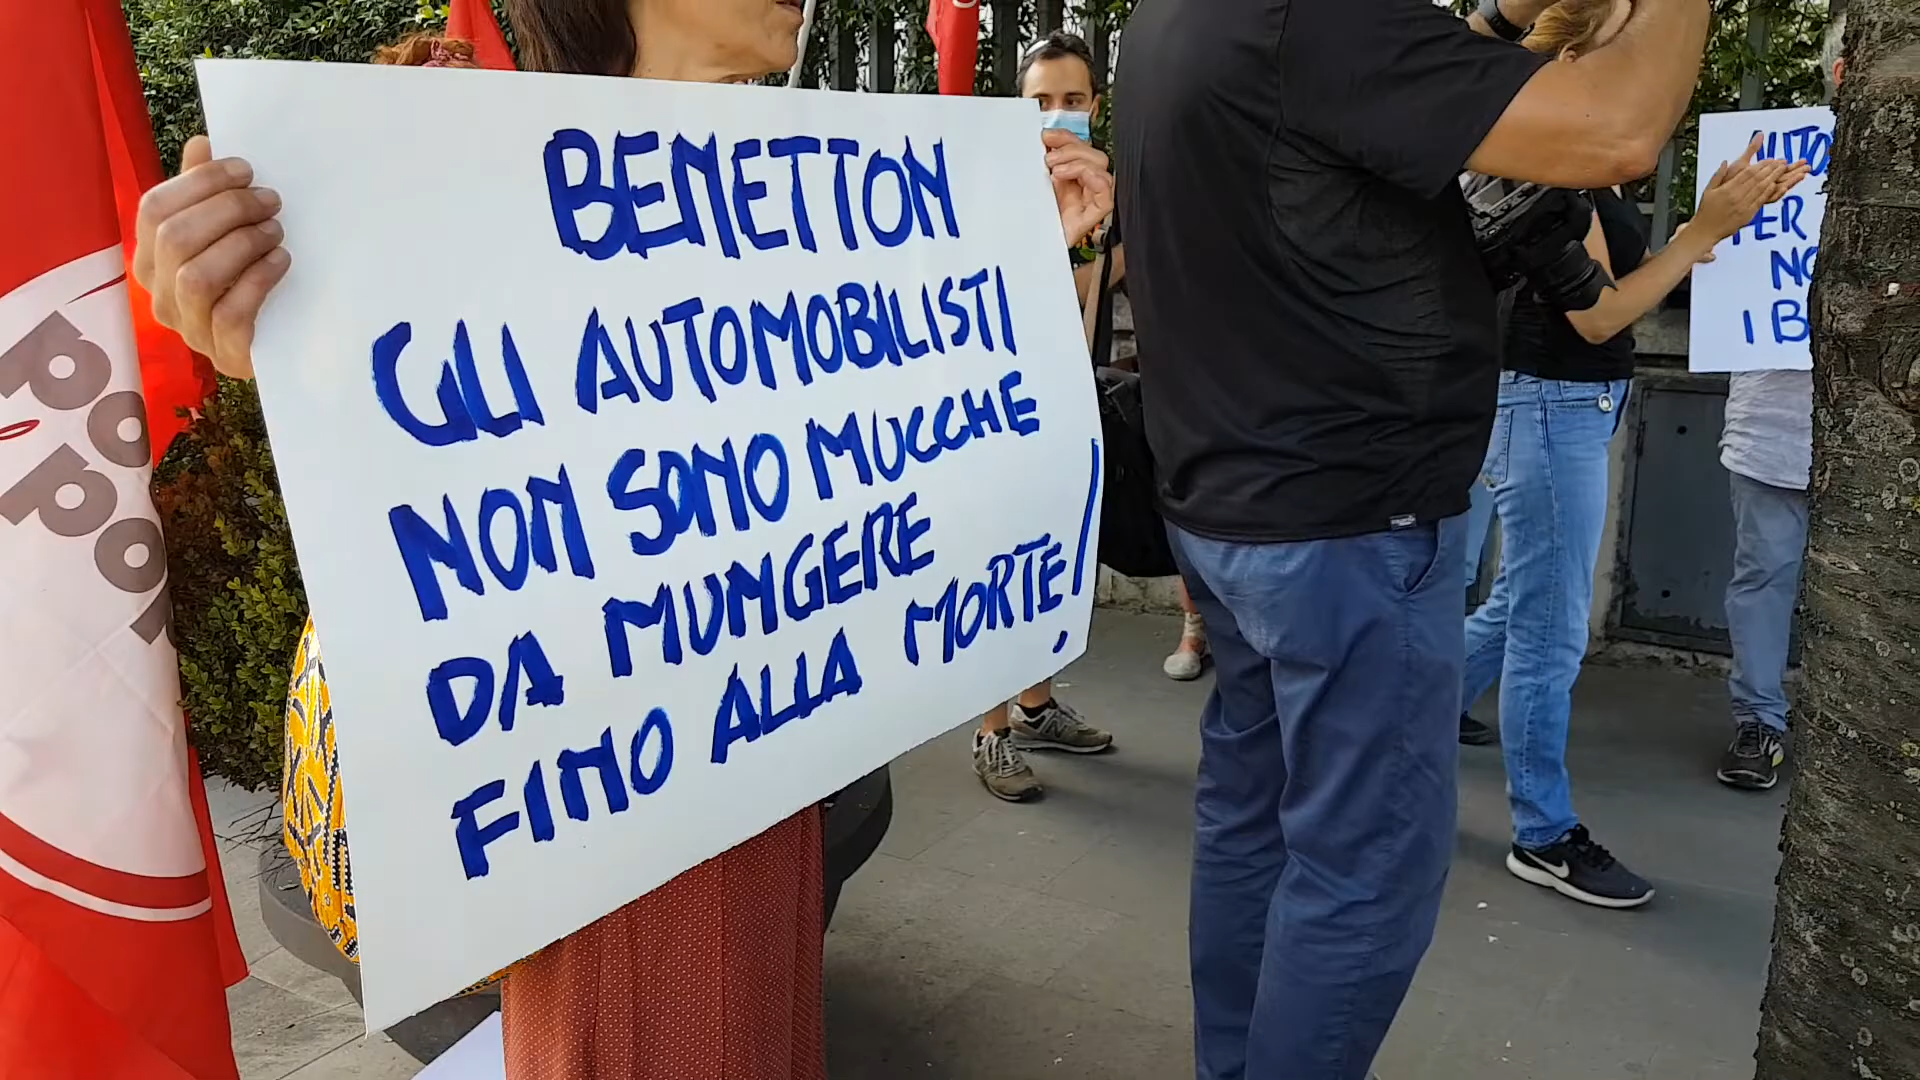 BENETTON
GLI AUTOMOBILISTI
NON SONO MUCCHE
DA MUNGERE
FINO ALLA MORTE!